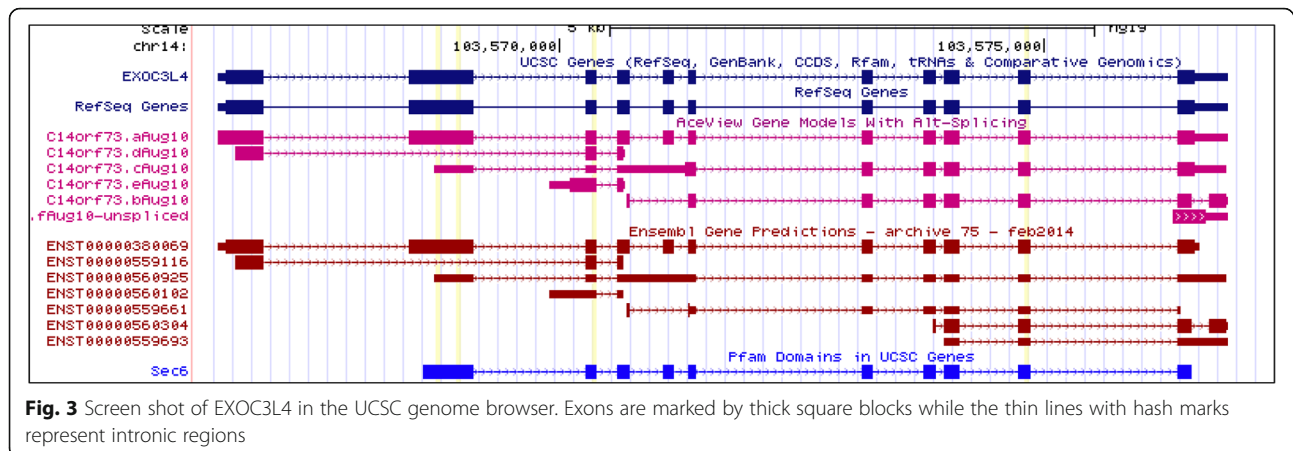 Scale 5 kb hg19
chr14: 103,570,000 103,575,000
UCSC Genes (RefSeq, GenBank, CCDS, Rfam, tRNAs & Comparative Genomics)
EXOC3L4
RefSeq Genes
RefSeq Genes
AceView Gene Models With Alt-Splicing
C14orf73.aAug10
C14orf73.dAug10
C14orf73.cAug10
C14orf73.eAug10
C14orf73.bAug10
.fAug10-unspliced
Ensembl Gene Predictions - archive 75 - feb2014
ENST00000380069
ENST00000559116
ENST00000560925
ENST00000560102
ENST00000559661
ENST00000560304
ENST00000559693
Pfam Domains in UCSC Genes
Sec6
Fig. 3 Screen shot of EXOC3L4 in the UCSC genome browser. Exons are marked by thick square blocks while the thin lines with hash marks
represent intronic regions